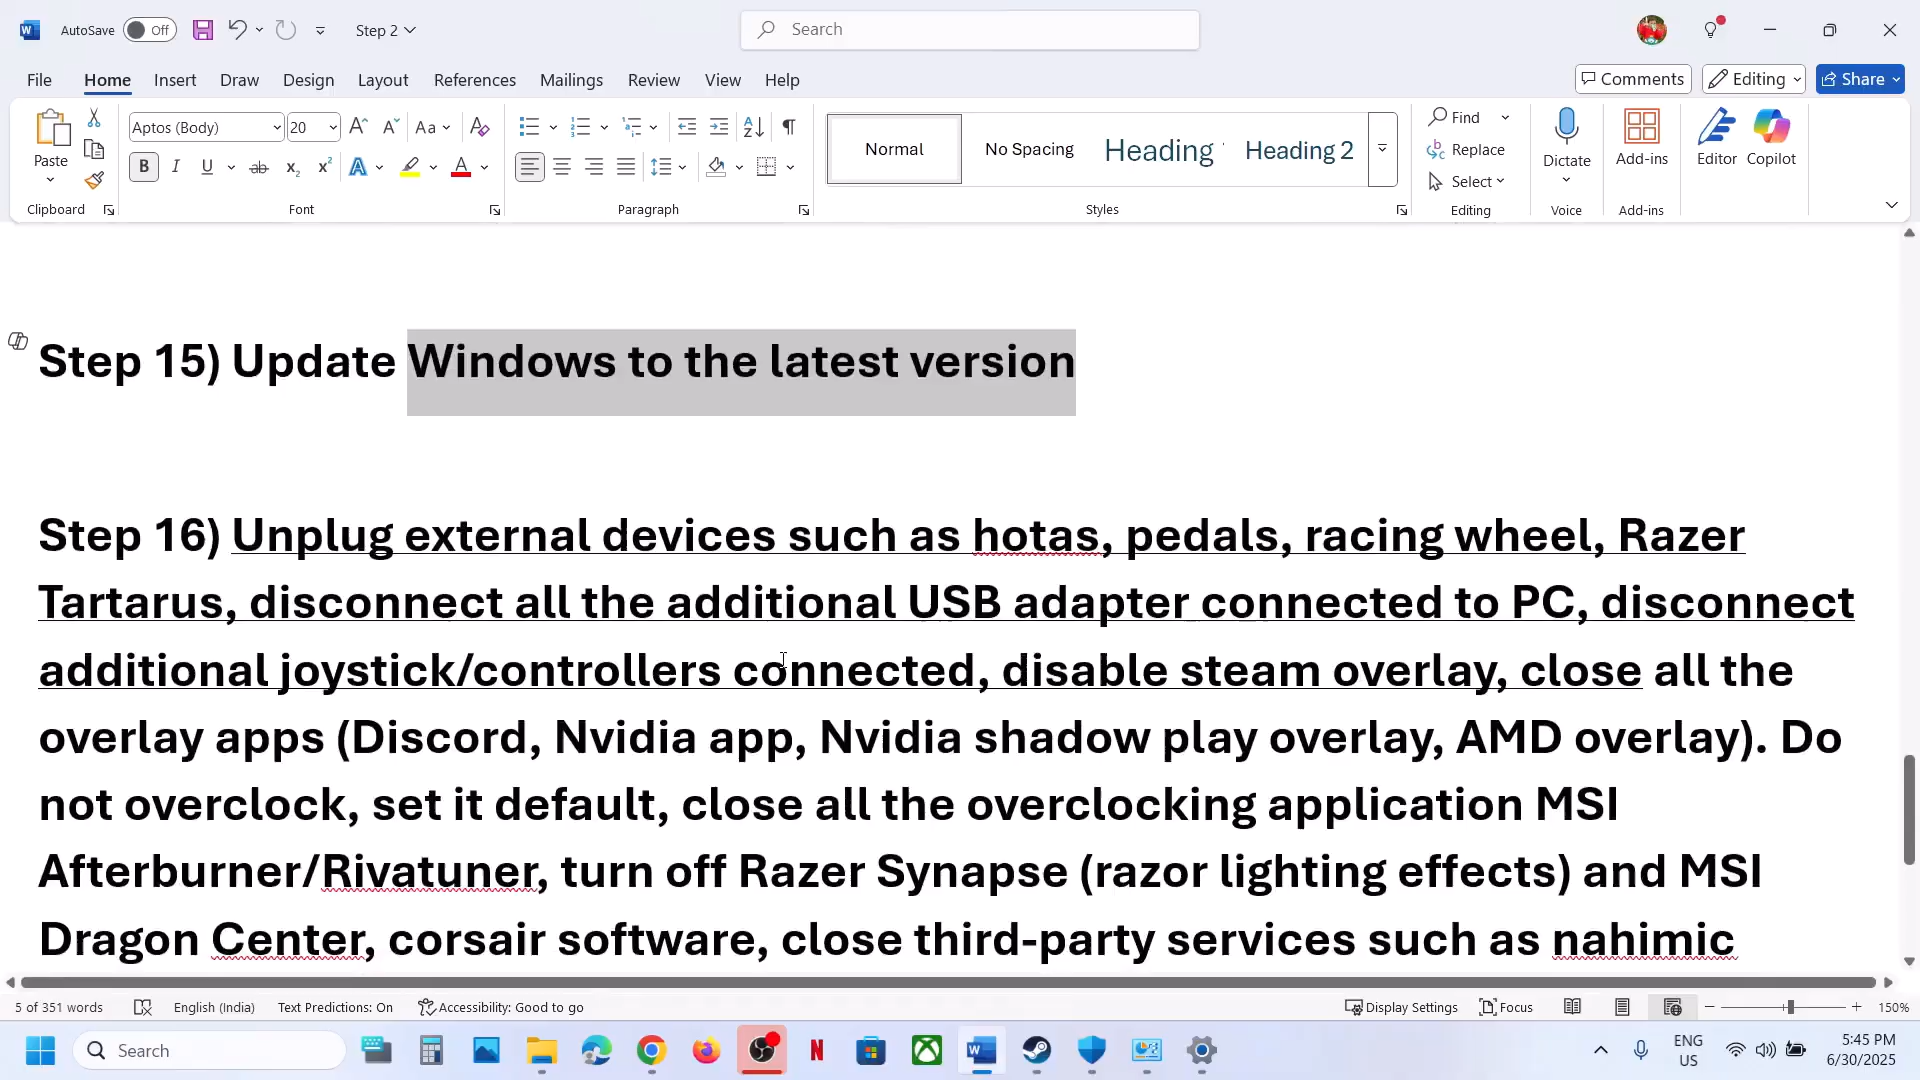 AutoSave Off Step 2 Search
File Home Insert Draw Design Layout References Mailings Review View Help Comments Editing Share
Paste Aptos (Body) 20 Aa Normal No Spacing Heading Heading 2 Find Replace Select Dictate Add-ins Editor Copilot
Clipboard Font Paragraph Styles Editing Voice Add-ins
Step 15) Update Windows to the latest version
Step 16) Unplug external devices such as hotas, pedals, racing wheel, Razer
Tartarus, disconnect all the additional USB adapter connected to PC, disconnect
additional joystick/controllers connected, disable steam overlay, close all the
overlay apps (Discord, Nvidia app, Nvidia shadow play overlay, AMD overlay). Do
not overclock, set it default, close all the overclocking application MSI
Afterburner/Rivatuner, turn off Razer Synapse (razor lighting effects) and MSI
Dragon Center, corsair software, close third-party services such as nahimic
5 of 351 words English (India) Text Predictions: On Accessibility: Good to go Display Settings Focus 150%
Search ENG US 5:45 PM 6/30/2025